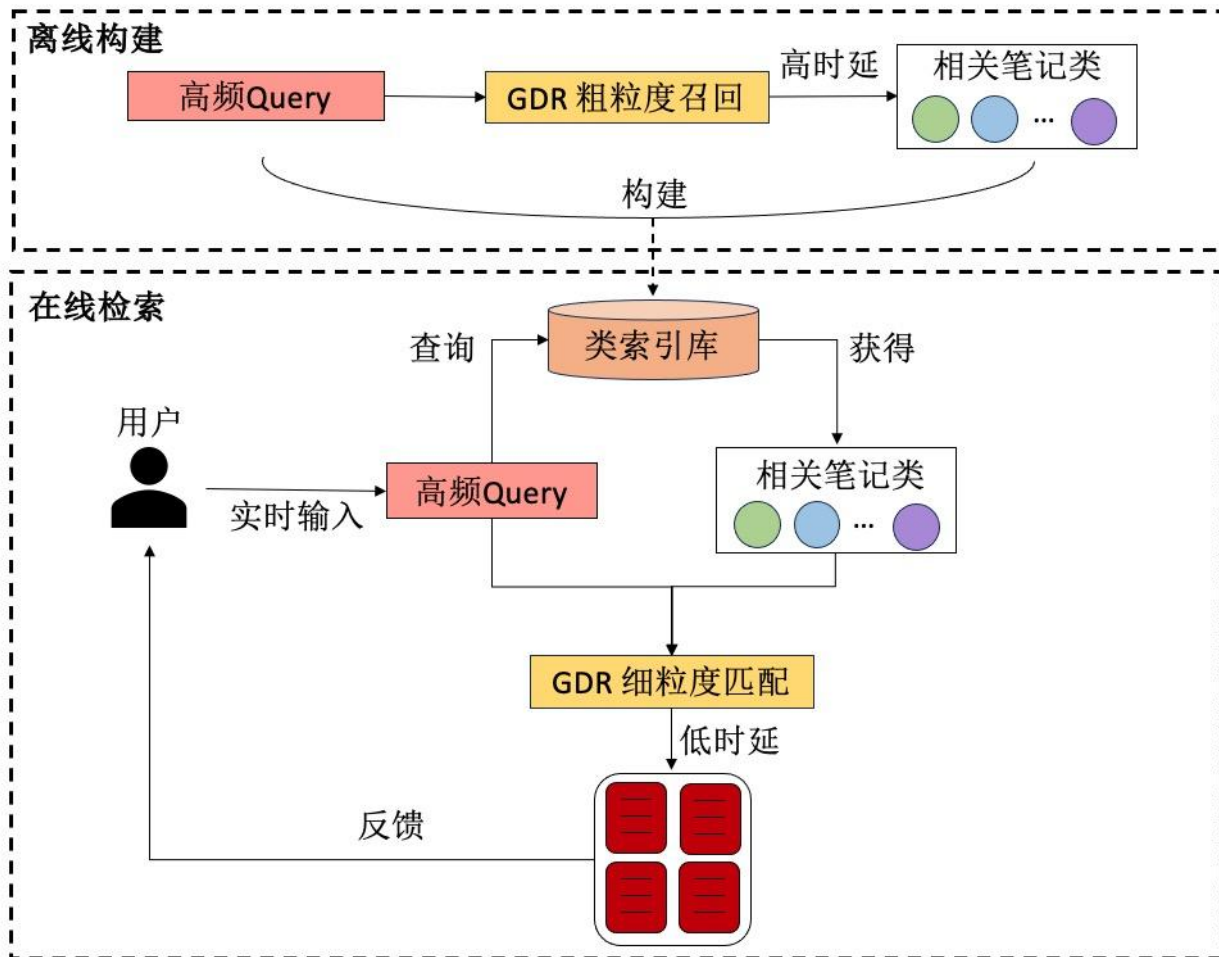 离线构建
高频Query
GDR 粗粒度召回
高时延
相关笔记类
...
构建
在线检索
查询
类索引库
获得
用户
实时输入
高频Query
相关笔记类
...
GDR 细粒度匹配
低时延
反馈